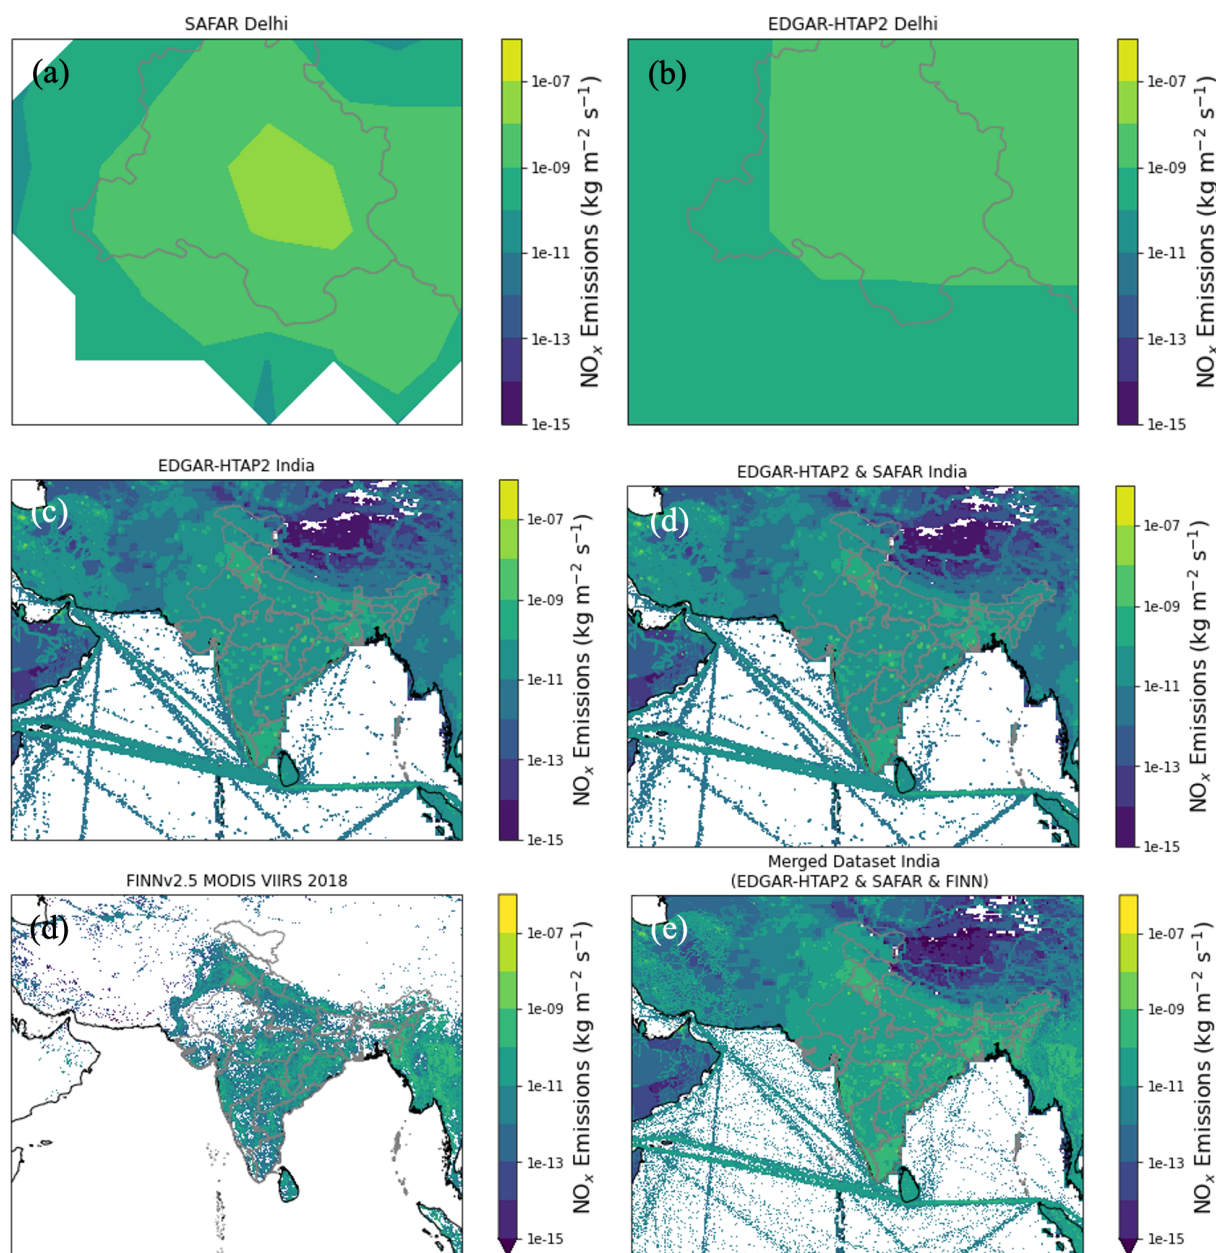 SAFAR Delhi
(a)
1e-07
1e-09
1e-11
1e-13
1e-15
NOₓ Emissions (kg m⁻² s⁻¹)
EDGAR-HTAP2 Delhi
(b)
1e-07
1e-09
1e-11
1e-13
1e-15
NOₓ Emissions (kg m⁻² s⁻¹)
EDGAR-HTAP2 India
(c)
1e-07
1e-09
1e-11
1e-13
1e-15
NOₓ Emissions (kg m⁻² s⁻¹)
EDGAR-HTAP2 & SAFAR India
(d)
1e-07
1e-09
1e-11
1e-13
1e-15
NOₓ Emissions (kg m⁻² s⁻¹)
FINNv2.5 MODIS VIIRS 2018
(d)
1e-07
1e-09
1e-11
1e-13
1e-15
NOₓ Emissions (kg m⁻² s⁻¹)
Merged Dataset India
(EDGAR-HTAP2 & SAFAR & FINN)
(e)
1e-07
1e-09
1e-11
1e-13
1e-15
NOₓ Emissions (kg m⁻² s⁻¹)